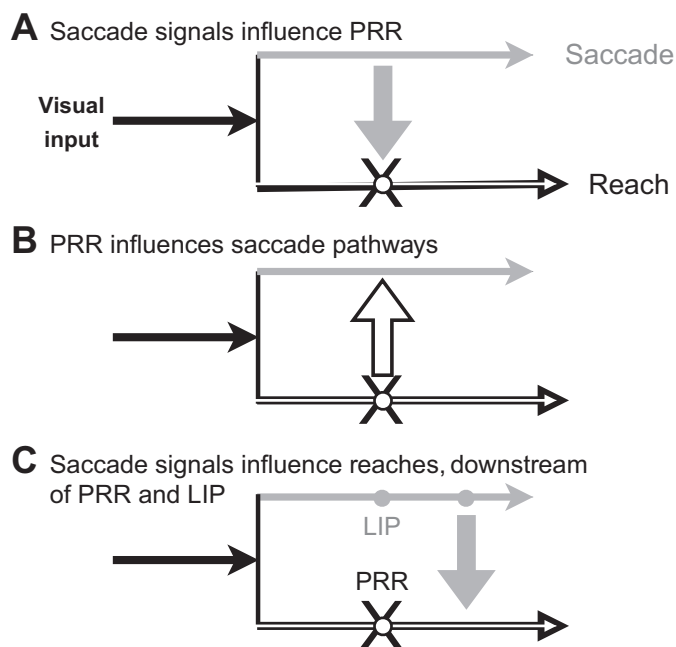 A Saccade signals influence PRR
Saccade
Visual
input
Reach
B PRR influences saccade pathways
C Saccade signals influence reaches, downstream
of PRR and LIP
LIP
PRR